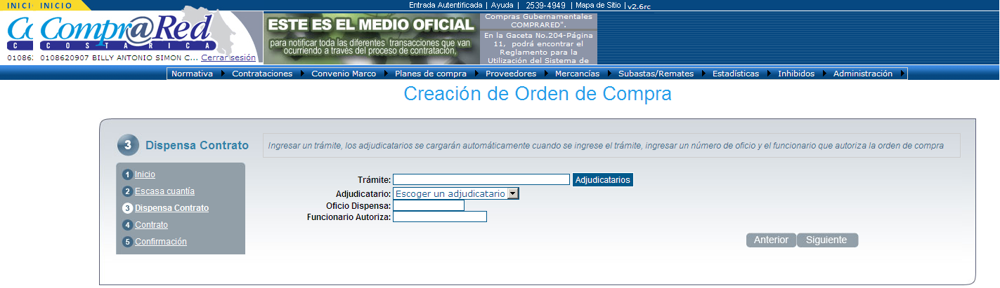 INICI INICIO
Entrada Autentificada | Ayuda | 2539-4949 | Mapa de Sitio | v2.6rc
Compr@Red
COSTARICA
01086: 0108620907 BILLY ANTONIO SIMON C... Cerrar sesión
ESTE ES EL MEDIO OFICIAL
para notificar toda las diferentes transacciones que van
ocurriendo a través del proceso de contratación.
Compras Gubernamentales
COMPRARED".
En la Gaceta No.204-Página
11, podrá encontrar el
Reglamento para la
Utilización del Sistema de
Normativa Contrataciones Convenio Marco Planes de compra Proveedores Mercancías Subastas/Remates Estadísticas Inhibidos Administración
Creación de Orden de Compra
3 Dispensa Contrato
Ingresar un trámite, los adjudicatarios se cargarán automáticamente cuando se ingrese el trámite, ingresar un número de oficio y el funcionario que autoriza la orden de compra
1 Inicio
2 Escasa cuantía
3 Dispensa Contrato
4 Contrato
5 Confirmación
Trámite: Adjudicatarios
Adjudicatario: Escoger un adjudicatario
Oficio Dispensa:
Funcionario Autoriza:
Anterior Siguiente